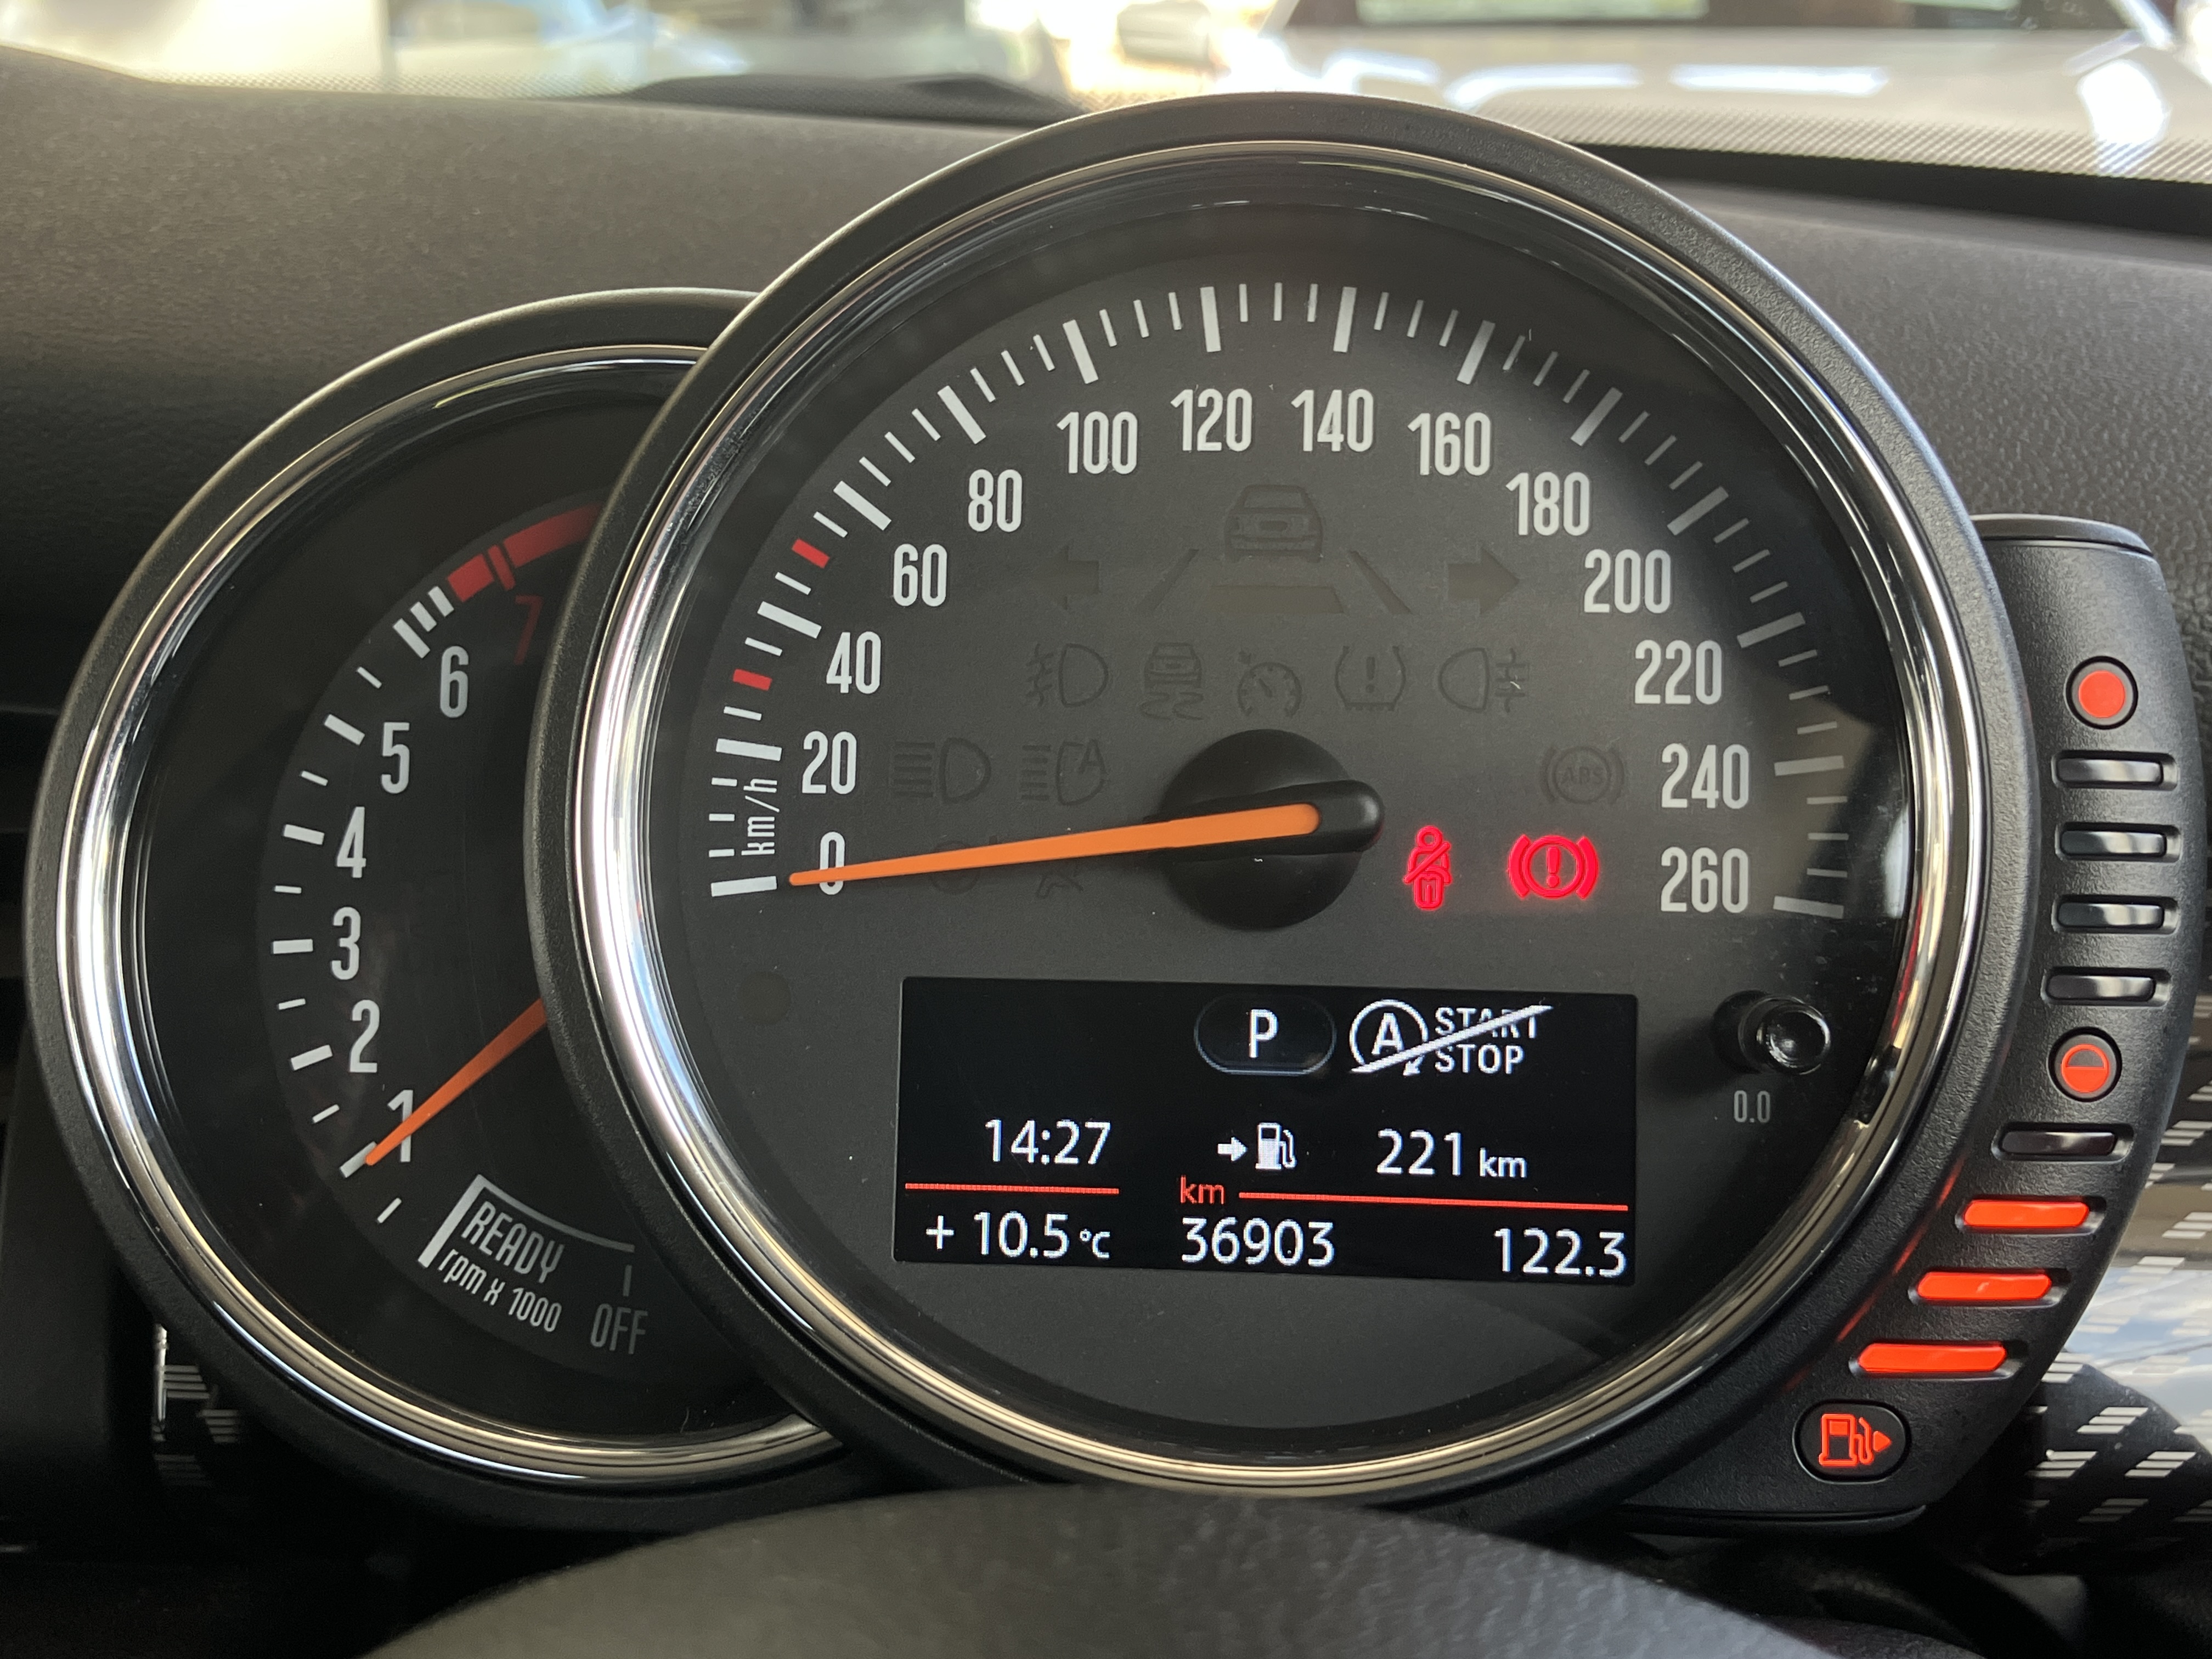 7
6
5
4
3
2
1
READY
rpm x 1000
OFF
0
20
40
60
80
100
120
140
160
180
200
220
240
260
km/h
A
ABS
P
A START
STOP
14:27
221 km
km
+ 10.5 °C
36903
122.3
0.0